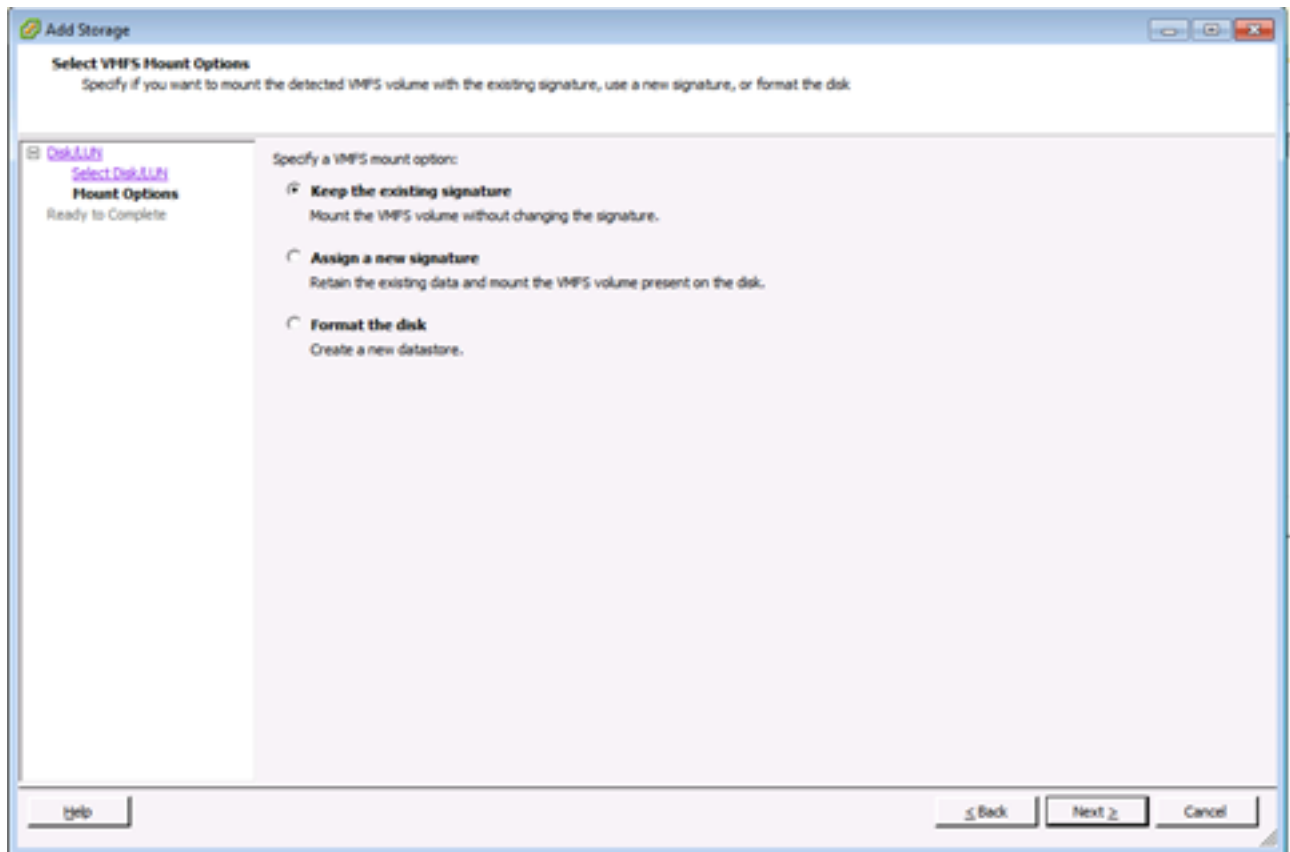 Add Storage
Select VMFS Mount Options
Specify if you want to mount the detected VMFS volume with the existing signature, use a new signature, or format the disk
Disk/LUN
Select Disk/LUN
Mount Options
Ready to Complete
Specify a VMFS mount option:
Keep the existing signature
Mount the VMFS volume without changing the signature.
Assign a new signature
Retain the existing data and mount the VMFS volume present on the disk.
Format the disk
Create a new datastore.
Help
≤ Back
Next ≥
Cancel